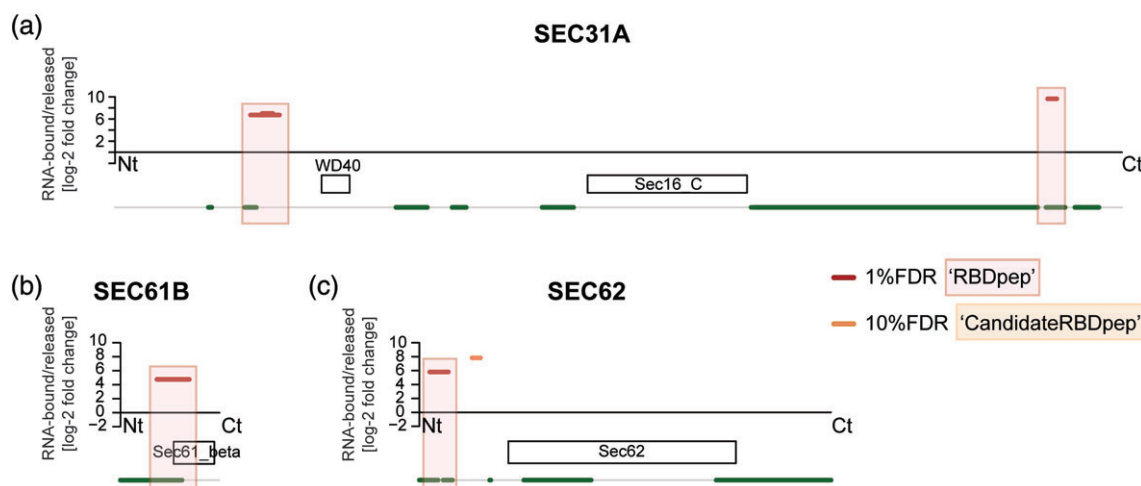 (a)
SEC31A
RNA-bound/released
[log-2 fold change]
10
6
2
Nt
Ct
WD40
Sec16_C
(b)
SEC61B
RNA-bound/released
[log-2 fold change]
10
8
6
4
2
0
−2
Nt
Ct
Sec61_beta
(c)
SEC62
RNA-bound/released
[log-2 fold change]
10
8
6
4
2
0
−2
Nt
Ct
Sec62
1%FDR 'RBDpep'
10%FDR 'CandidateRBDpep'